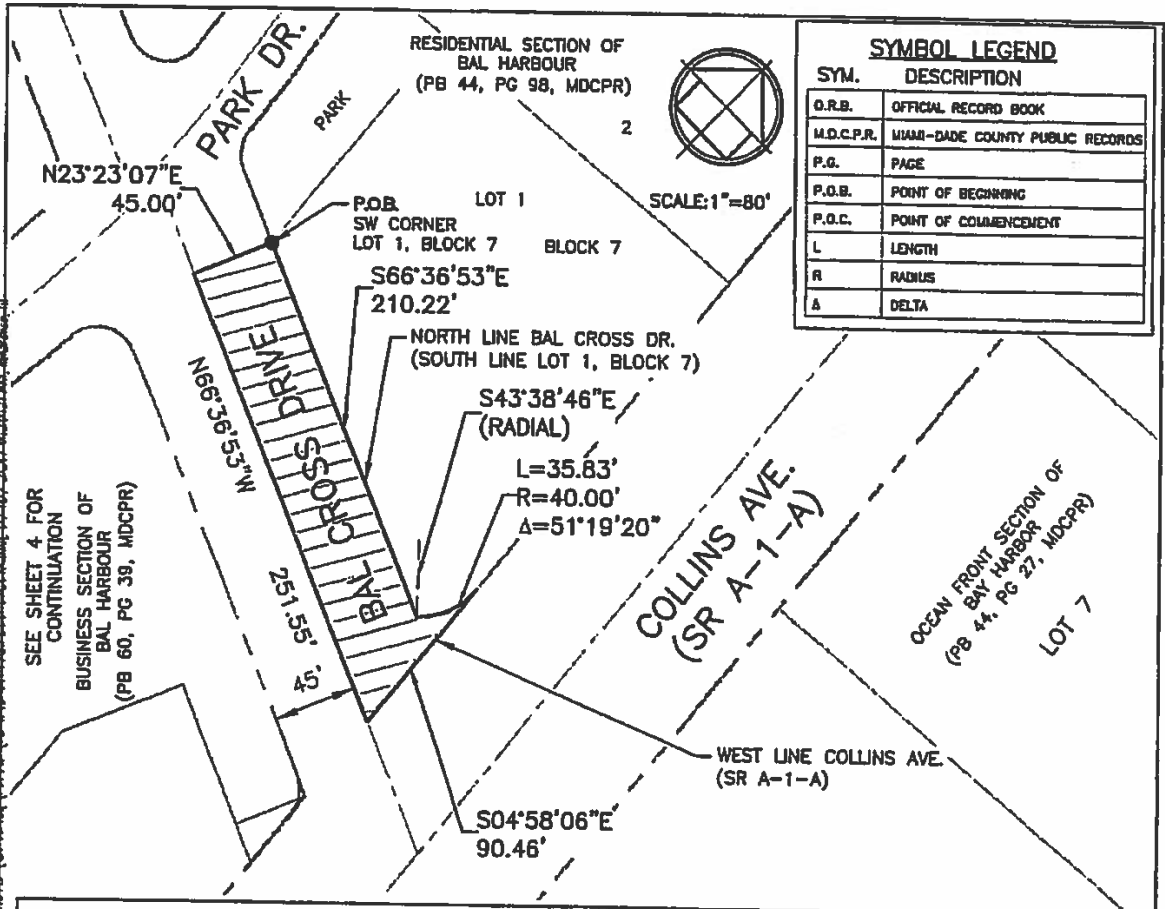 PARK DR.
RESIDENTIAL SECTION OF
BAL HARBOUR
(PB 44, PG 98, MDCPR)
PARK
2
SYMBOL LEGEND
SYM. DESCRIPTION
O.R.B. OFFICIAL RECORD BOOK
M.D.C.P.R. MIAMI-DADE COUNTY PUBLIC RECORDS
P.G. PAGE
P.O.B. POINT OF BEGINNING
P.O.C. POINT OF COMMENCEMENT
L LENGTH
R RADIUS
Δ DELTA
SCALE:1"=80'
N23°23'07"E
45.00'
P.O.B.
SW CORNER
LOT 1, BLOCK 7
LOT 1
BLOCK 7
S66°36'53"E
210.22'
NORTH LINE BAL CROSS DR.
(SOUTH LINE LOT 1, BLOCK 7)
S43°38'46"E
(RADIAL)
L=35.83'
R=40.00'
Δ=51°19'20"
BAL CROSS DRIVE
N66°36'53"W
251.55'
45'
SEE SHEET 4 FOR
CONTINUATION
BUSINESS SECTION OF
BAL HARBOUR
(PB 60, PG 39, MDCPR)
COLLINS AVE.
(SR A-1-A)
OCEAN FRONT SECTION OF
BAY HARBOR
(PB 44, PG 27, MDCPR)
LOT 7
WEST LINE COLLINS AVE.
(SR A-1-A)
S04°58'06"E
90.46'